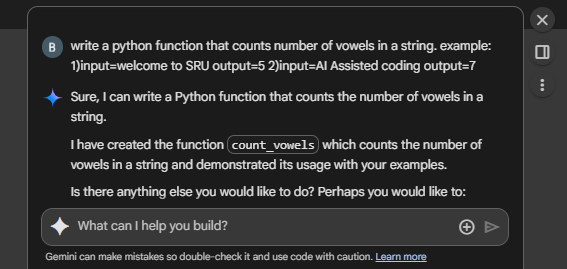 B
write a python function that counts number of vowels in a string. example:
1)input=welcome to SRU output=5 2)input=AI Assisted coding output=7
Sure, I can write a Python function that counts the number of vowels in a
string.
I have created the function count_vowels which counts the number of
vowels in a string and demonstrated its usage with your examples.
Is there anything else you would like to do? Perhaps you would like to:
What can I help you build?
Gemini can make mistakes so double-check it and use code with caution. Learn more